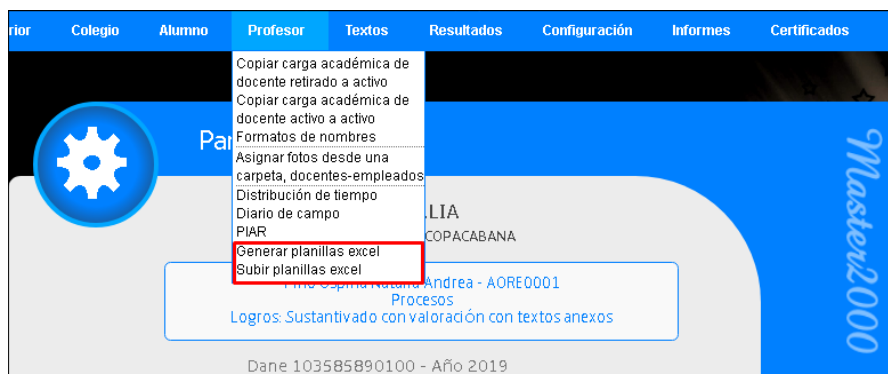 rior Colegio Alumno Profesor Textos Resultados Configuración Informes Certificados
Copiar carga académica de
docente retirado a activo
Copiar carga académica de
docente activo a activo
Formatos de nombres
Asignar fotos desde una
carpeta, docentes-empleados
Distribución de tiempo
Diario de campo
PIAR
Generar planillas excel
Subir planillas excel
Par
LIA
COPACABANA
Andrea - AORE0001
Procesos
Logros: Sustantivado con valoración con textos anexos
Dane 103585890100 - Año 2019
Master2000